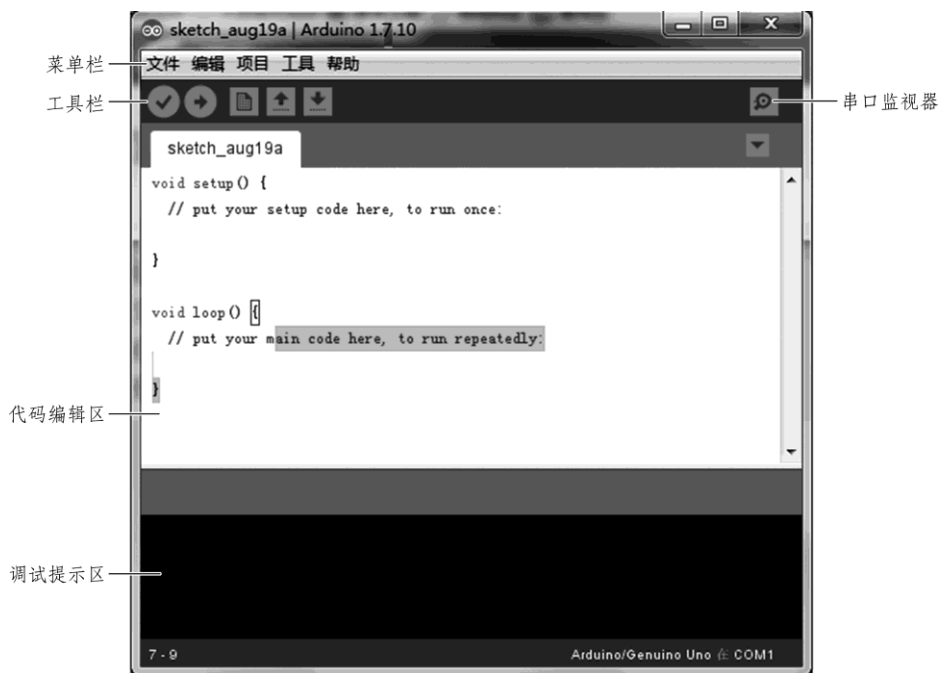 sketch_aug19a | Arduino 1.7.10
菜单栏
文件 编辑 项目 工具 帮助
工具栏
串口监视器
sketch_aug19a
void setup() {
// put your setup code here, to run once:
}
void loop() {
// put your main code here, to run repeatedly:
}
代码编辑区
调试提示区
7 - 9
Arduino/Genuino Uno 在 COM1